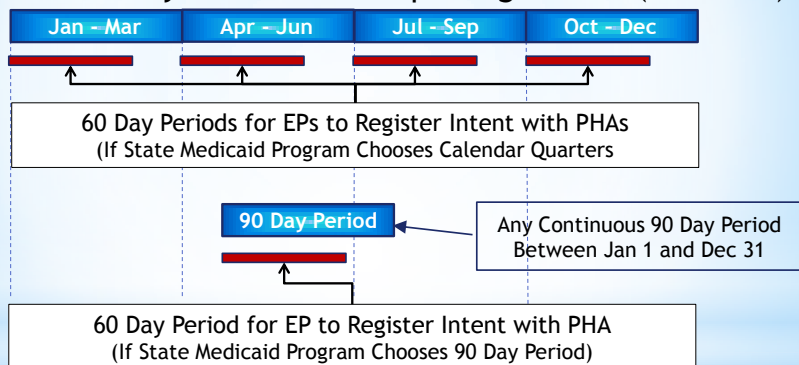 Jan - Mar Apr - Jun Jul - Sep Oct - Dec
60 Day Periods for EPs to Register Intent with PHAs
(If State Medicaid Program Chooses Calendar Quarters
90 Day Period
Any Continuous 90 Day Period
Between Jan 1 and Dec 31
60 Day Period for EP to Register Intent with PHA
(If State Medicaid Program Chooses 90 Day Period)